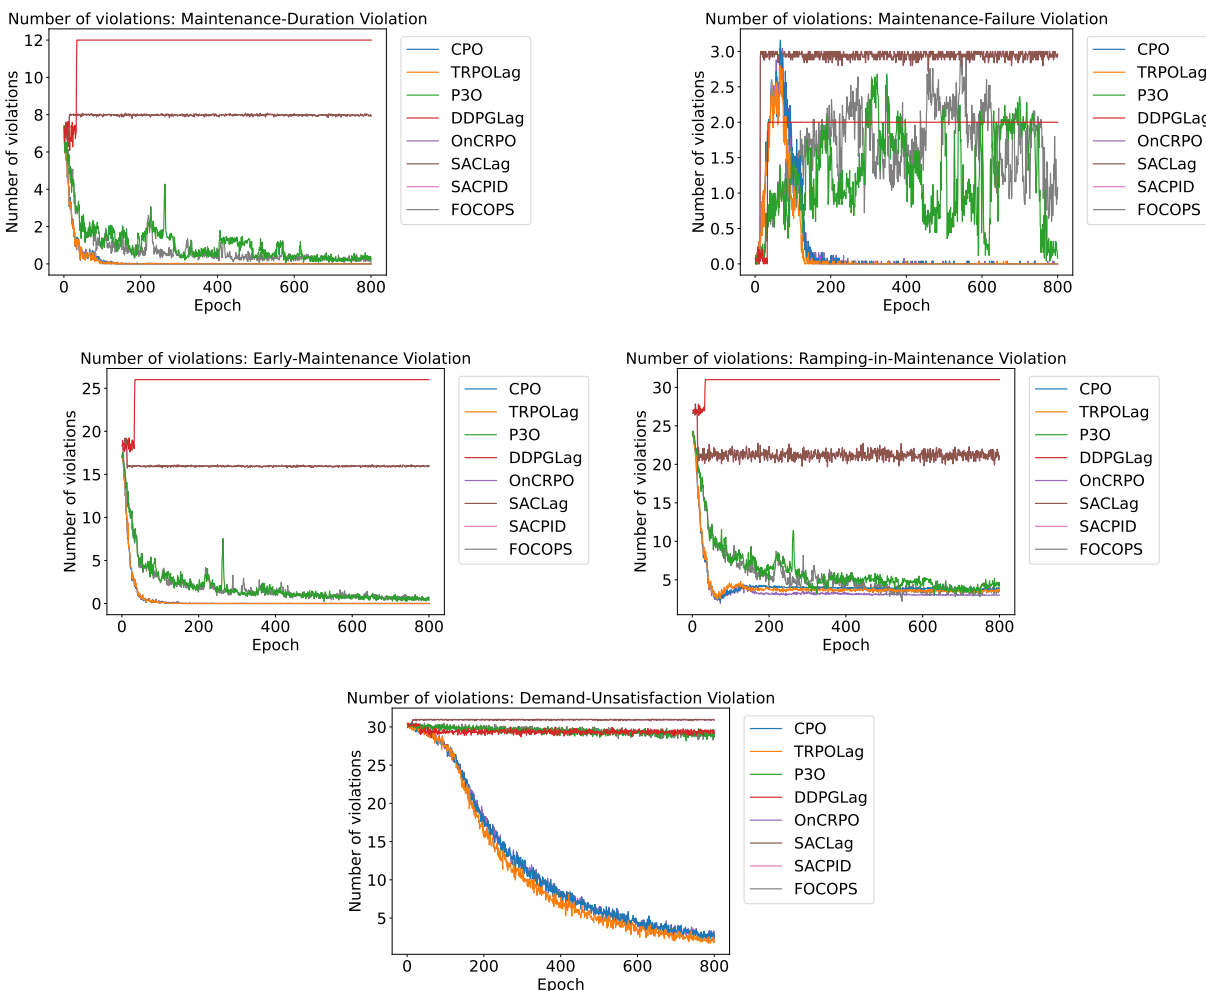 Number of violations: Maintenance-Duration Violation
Number of violations
12
10
8
6
4
2
0
0
200
400
600
800
Epoch
CPO
TRPOLag
P3O
DDPGLag
OnCRPO
SACLag
SACPID
FOCOPS
Number of violations: Maintenance-Failure Violation
Number of violations
3.0
2.5
2.0
1.5
1.0
0.5
0.0
0
200
400
600
800
Epoch
CPO
TRPOLag
P3O
DDPGLag
OnCRPO
SACLag
SACPID
FOCOPS
Number of violations: Early-Maintenance Violation
Number of violations
25
20
15
10
5
0
0
200
400
600
800
Epoch
CPO
TRPOLag
P3O
DDPGLag
OnCRPO
SACLag
SACPID
FOCOPS
Number of violations: Ramping-in-Maintenance Violation
Number of violations
30
25
20
15
10
5
0
200
400
600
800
Epoch
CPO
TRPOLag
P3O
DDPGLag
OnCRPO
SACLag
SACPID
FOCOPS
Number of violations: Demand-Unsatisfaction Violation
Number of violations
30
25
20
15
10
5
0
200
400
600
800
Epoch
CPO
TRPOLag
P3O
DDPGLag
OnCRPO
SACLag
SACPID
FOCOPS